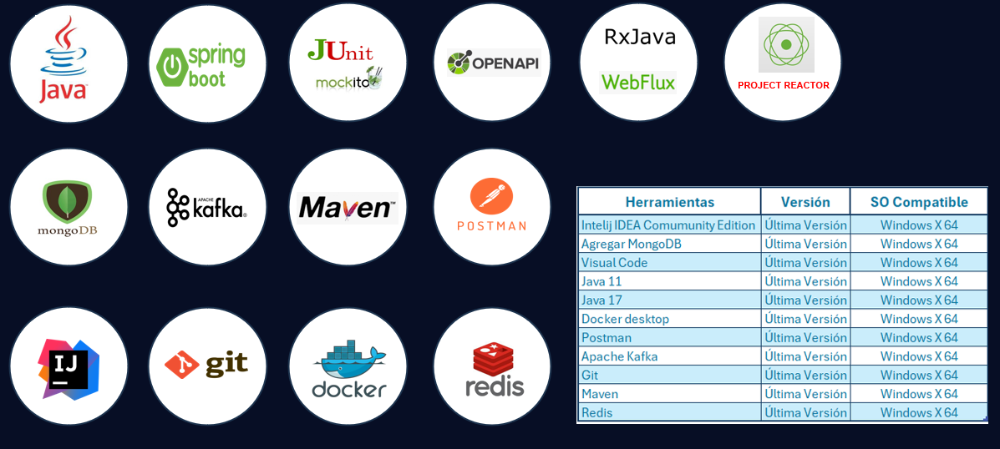 Java
spring
boot
JUnit
mockito
OPENAPI
RxJava
WebFlux
PROJECT REACTOR
mongoDB
APACHE
kafka®
Maven™
POSTMAN
IJ
git
docker
redis
Herramientas Versión SO Compatible
Intelij IDEA Comumunity Edition Última Versión Windows X 64
Agregar MongoDB Última Versión Windows X 64
Visual Code Última Versión Windows X 64
Java 11 Última Versión Windows X 64
Java 17 Última Versión Windows X 64
Docker desktop Última Versión Windows X 64
Postman Última Versión Windows X 64
Apache Kafka Última Versión Windows X 64
Git Última Versión Windows X 64
Maven Última Versión Windows X 64
Redis Última Versión Windows X 64